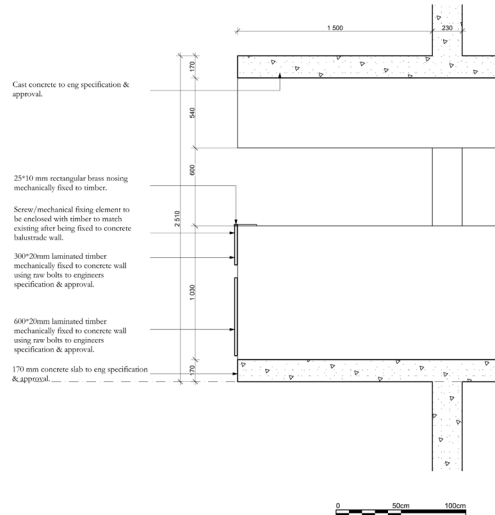 1 500
230
170
Cast concrete to eng specification &
approval.
540
600
25*10 mm rectangular brass nosing
mechanically fixed to timber.
2 510
Screw/mechanical fixing element to
be enclosed with timber to match
existing after being fixed to concrete
balustrade wall.
300*20mm laminated timber
mechanically fixed to concrete wall
using raw bolts to engineers
specification & approval.
1 030
600*20mm laminated timber
mechanically fixed to concrete wall
using raw bolts to engineers
specification & approval.
170 mm concrete slab to eng specification
& approval.
170
0 50cm 100cm